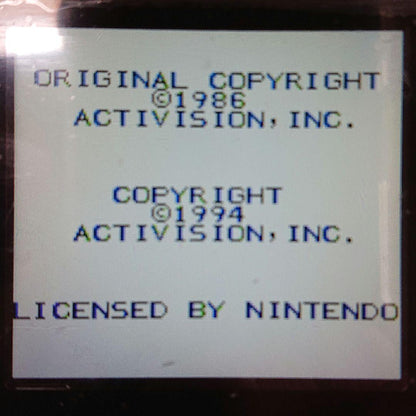 ORIGINAL COPYRIGHT
©1986
ACTIVISION, INC.
COPYRIGHT
©1994
ACTIVISION, INC.
LICENSED BY NINTENDO